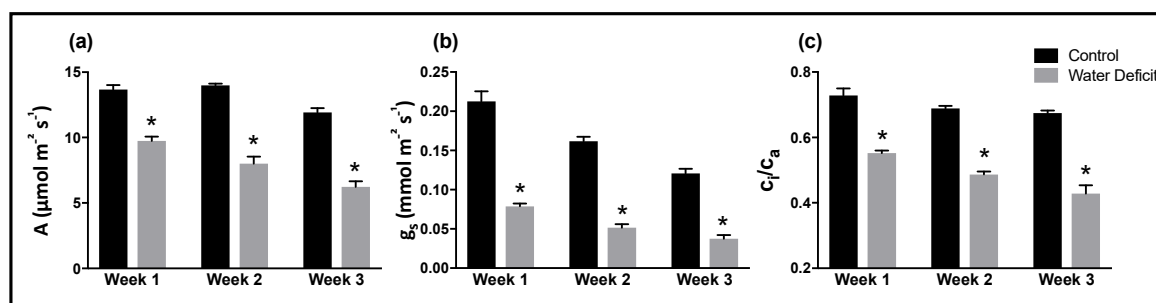 (a)
A (µmol m⁻² s⁻¹)
15
10
5
0
*
*
*
Week 1 Week 2 Week 3
(b)
gs (mmol m⁻² s⁻¹)
0.25
0.20
0.15
0.10
0.05
0.00
*
*
*
Week 1 Week 2 Week 3
(c)
Control
Water Deficit
ci/ca
0.8
0.6
0.4
0.2
*
*
*
Week 1 Week 2 Week 3